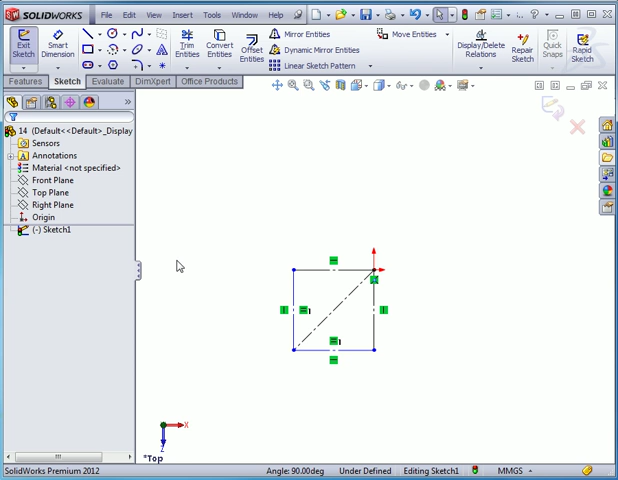 SOLIDWORKS File Edit View Insert Tools Window Help
Exit Sketch
Smart Dimension
Trim Entities
Convert Entities
Offset Entities
Mirror Entities
Dynamic Mirror Entities
Linear Sketch Pattern
Move Entities
Display/Delete Relations
Repair Sketch
Quick Snaps
Rapid Sketch
Features Sketch Evaluate DimXpert Office Products
14 (Default<<Default>_Display
Sensors
Annotations
Material <not specified>
Front Plane
Top Plane
Right Plane
Origin
(-) Sketch1
1
1
X
Z
*Top
SolidWorks Premium 2012 Angle: 90.00deg Under Defined Editing Sketch1 MMGS